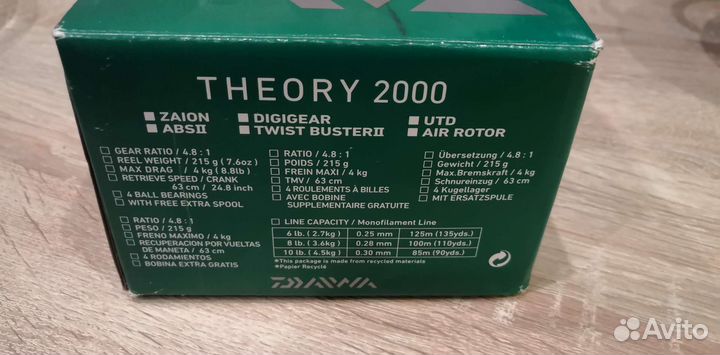 THEORY 2000
ZAION
ABSII
DIGIGEAR
TWIST BUSTERII
UTD
AIR ROTOR
GEAR RATIO / 4.8 : 1
REEL WEIGHT / 215 g (7.6oz)
MAX DRAG / 4 kg (8.8lb)
RETRIEVE SPEED / CRANK
63 cm / 24.8 inch
4 BALL BEARINGS
WITH FREE EXTRA SPOOL
RATIO / 4.8 : 1
POIDS / 215 g
FREIN MAXI / 4 kg
TMV / 63 cm
4 ROULEMENTS À BILLES
AVEC BOBINE
SUPPLEMENTAIRE GRATUITE
Übersetzung / 4.8 : 1
Gewicht / 215 g
Max.Bremskraft / 4 kg
Schnureinzug / 63 cm
4 Kugellager
MIT ERSATZSPULE
RATIO / 4.8 : 1
PESO / 215 g
FRENO MAXIMO / 4 kg
RECUPERACION POR VUELTAS
DE MANETA / 63 cm
4 RODAMIENTOS
BOBINA EXTRA GRATIS
LINE CAPACITY / Monofilament Line
6 lb. ( 2.7kg) 0.25 mm 125m (135yds.)
8 lb. ( 3.6kg) 0.28 mm 100m (110yds.)
10 lb. ( 4.5kg) 0.30 mm 85m (90yds.)
*This package is made from recycled materials
*Papier Recyclé
DAIWA
Avito